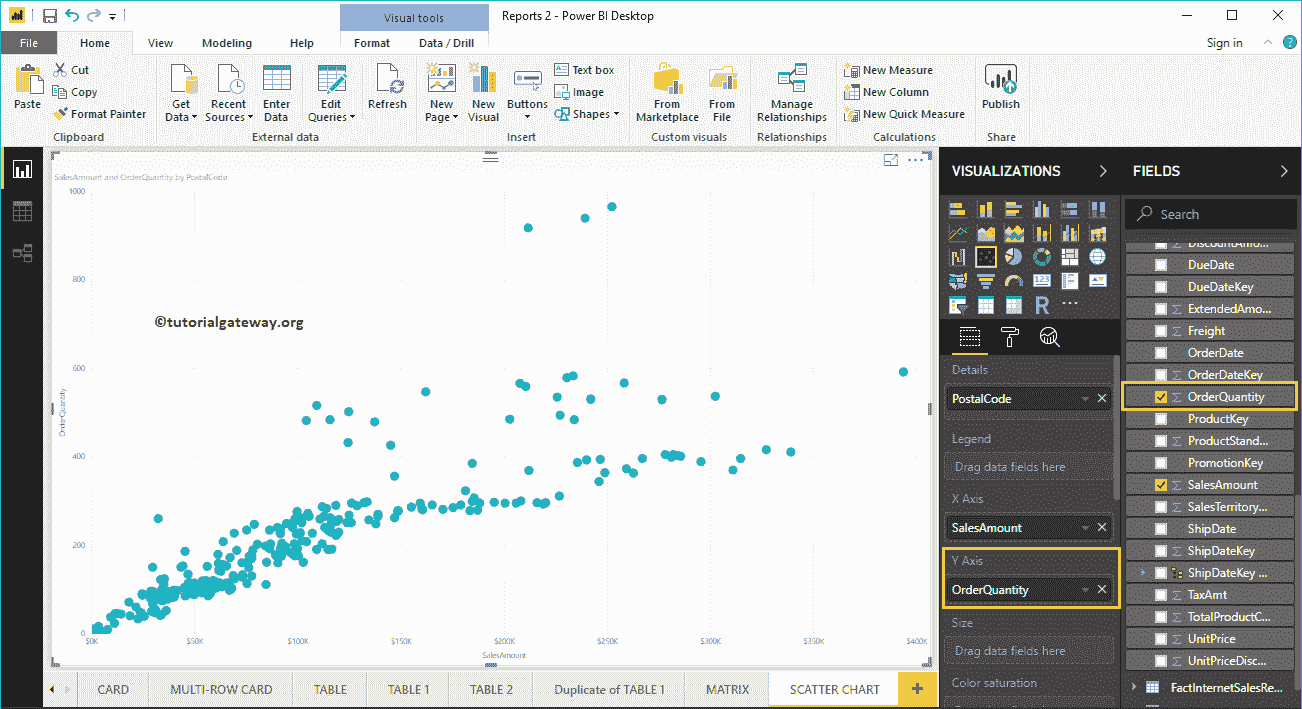 Visual tools
Reports 2 - Power BI Desktop
File Home View Modeling Help Format Data / Drill
Sign in
?
Paste
Cut
Copy
Format Painter
Clipboard
Get Data
Recent Sources
Enter Data
Edit Queries
External data
Refresh
New Page
New Visual
Buttons
Text box
Image
Shapes
Insert
From Marketplace
From File
Custom visuals
Manage Relationships
Relationships
New Measure
New Column
New Quick Measure
Calculations
Publish
Share
SalesAmount and OrderQuantity by PostalCode
1000
800
600
400
200
0
OrderQuantity
©tutorialgateway.org
$0K $50K $100K $150K $200K $250K $300K $350K $400K
SalesAmount
CARD MULTI-ROW CARD TABLE TABLE 1 TABLE 2 Duplicate of TABLE 1 MATRIX SCATTER CHART +
VISUALIZATIONS
123
R
Details
PostalCode
Legend
Drag data fields here
X Axis
SalesAmount
Y Axis
OrderQuantity
Size
Drag data fields here
Color saturation
FIELDS
Search
DiscountAmo...
DueDate
DueDateKey
ExtendedAmo...
Freight
OrderDate
OrderDateKey
OrderQuantity
ProductKey
ProductStand...
PromotionKey
SalesAmount
SalesTerritory...
ShipDate
ShipDateKey
ShipDateKey ...
TaxAmt
TotalProductC...
UnitPrice
UnitPriceDisc...
FactInternetSalesRe...